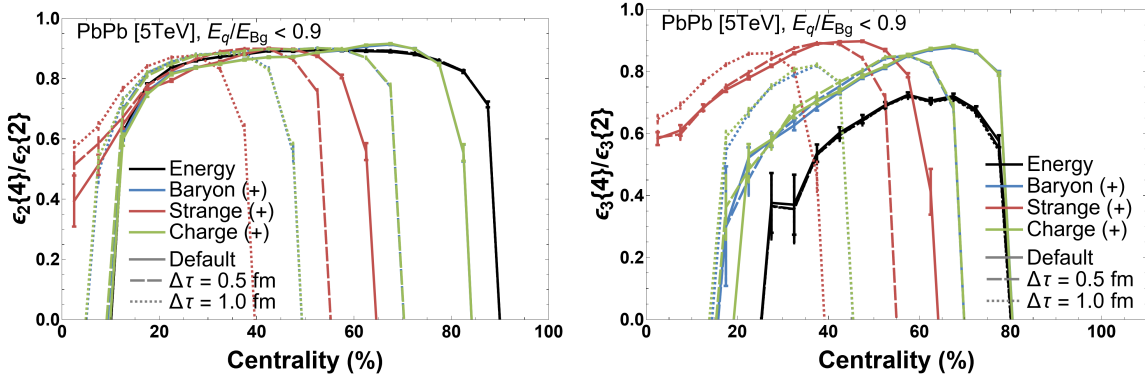 PbPb [5TeV], E_q/E_Bg < 0.9
ϵ₂{4}/ϵ₂{2}
1.0
0.8
0.6
0.4
0.2
0.0
Energy
Baryon (+)
Strange (+)
Charge (+)
Default
Δτ = 0.5 fm
Δτ = 1.0 fm
0 20 40 60 80 100
Centrality (%)
PbPb [5TeV], E_q/E_Bg < 0.9
ϵ₃{4}/ϵ₃{2}
1.0
0.8
0.6
0.4
0.2
0.0
Energy
Baryon (+)
Strange (+)
Charge (+)
Default
Δτ = 0.5 fm
Δτ = 1.0 fm
0 20 40 60 80 100
Centrality (%)